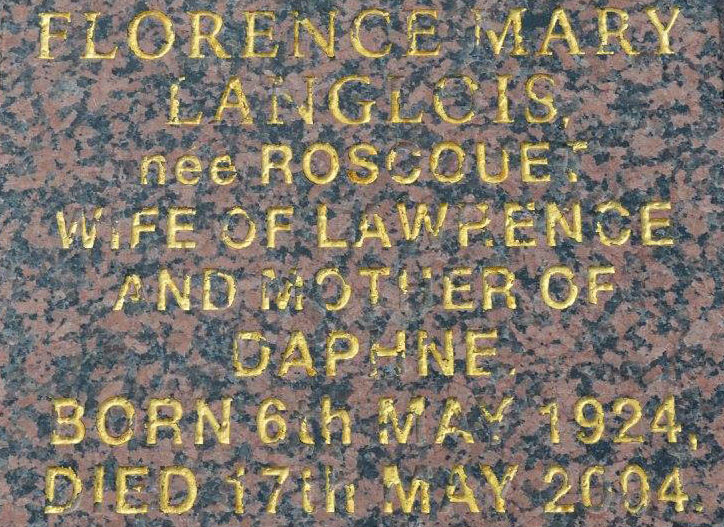 FLORENCE MARY
LANGLOIS,
nee ROSCOUET
WIFE OF LAWRENCE
AND MOTHER OF
DAPHNE.
BORN 6th MAY 1924,
DIED 17th MAY 2004.